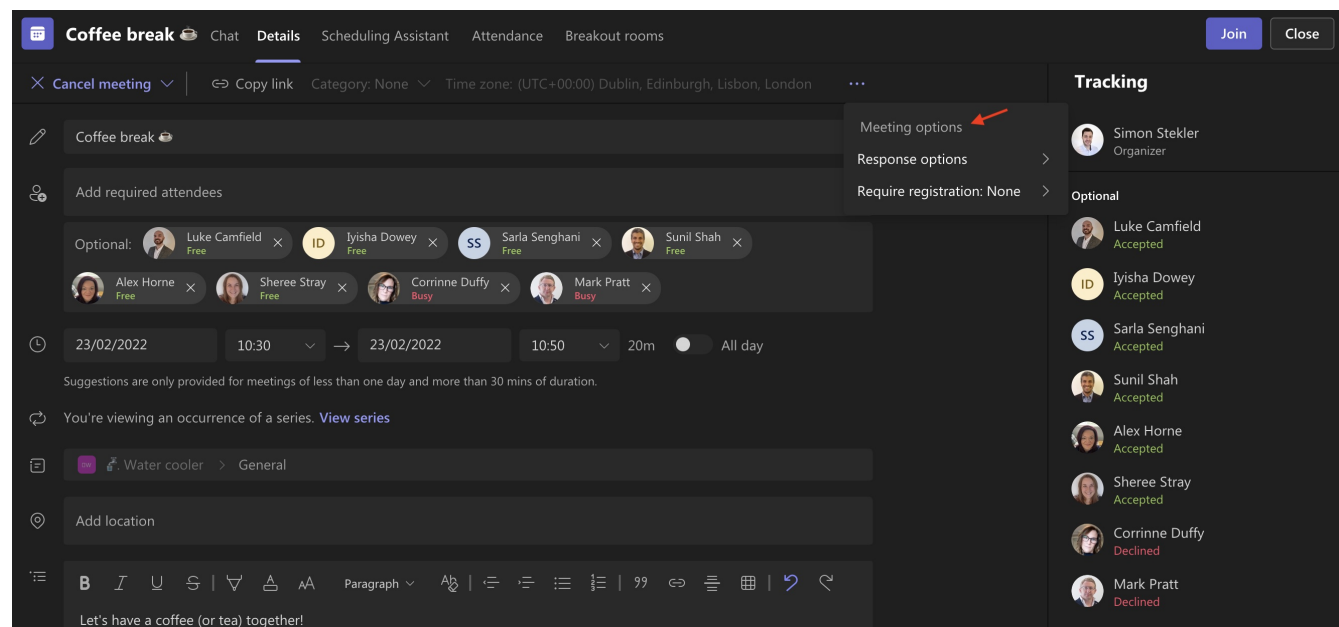 Coffee break ☕ Chat Details Scheduling Assistant Attendance Breakout rooms Join Close
Cancel meeting Copy link Category: None Time zone: (UTC+00:00) Dublin, Edinburgh, Lisbon, London ...
Meeting options
Response options
Require registration: None
Coffee break ☕
Add required attendees
Optional:
Luke Camfield
Free
ID
Iyisha Dowey
Free
SS
Sarla Senghani
Free
Sunil Shah
Free
Alex Horne
Free
Sheree Stray
Free
Corrinne Duffy
Busy
Mark Pratt
Busy
23/02/2022 10:30 → 23/02/2022 10:50 20m All day
Suggestions are only provided for meetings of less than one day and more than 30 mins of duration.
You're viewing an occurrence of a series. View series
Water cooler > General
Add location
B I U S A AA Paragraph
Let's have a coffee (or tea) together!
Tracking
Simon Stekler
Organizer
Optional
Luke Camfield
Accepted
ID
Iyisha Dowey
Accepted
SS
Sarla Senghani
Accepted
Sunil Shah
Accepted
Alex Horne
Accepted
Sheree Stray
Accepted
Corrinne Duffy
Declined
Mark Pratt
Declined